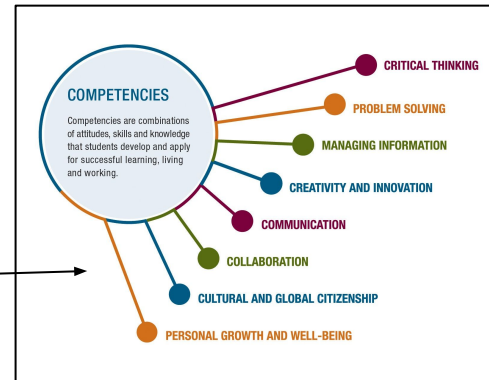 COMPETENCIES
Competencies are combinations
of attitudes, skills and knowledge
that students develop and apply
for successful learning, living
and working.
CRITICAL THINKING
PROBLEM SOLVING
MANAGING INFORMATION
CREATIVITY AND INNOVATION
COMMUNICATION
COLLABORATION
CULTURAL AND GLOBAL CITIZENSHIP
PERSONAL GROWTH AND WELL-BEING